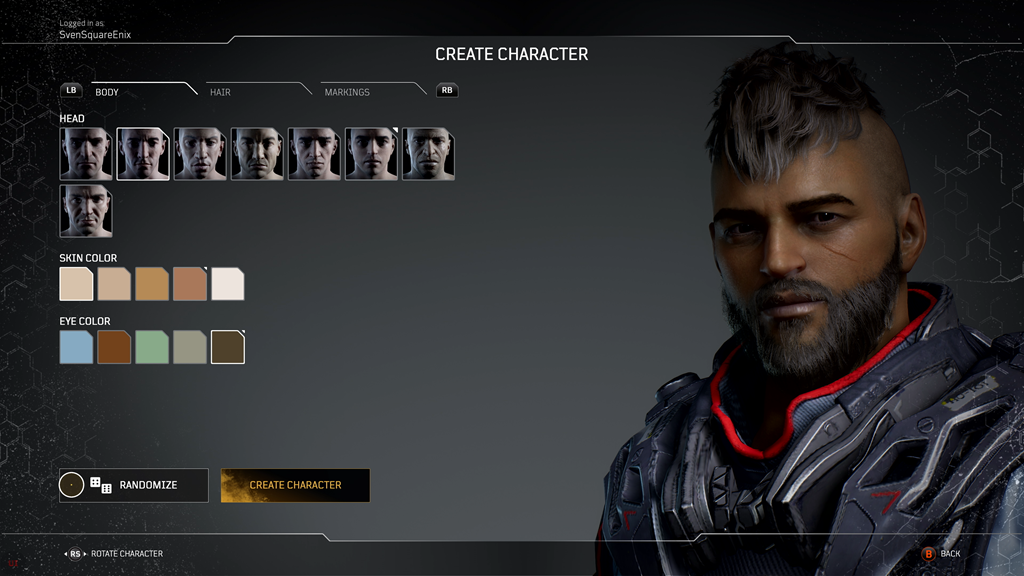 Logged in as:
SvenSquareEnix
CREATE CHARACTER
LB BODY HAIR MARKINGS RB
HEAD
SKIN COLOR
EYE COLOR
RANDOMIZE CREATE CHARACTER
RS ROTATE CHARACTER B BACK